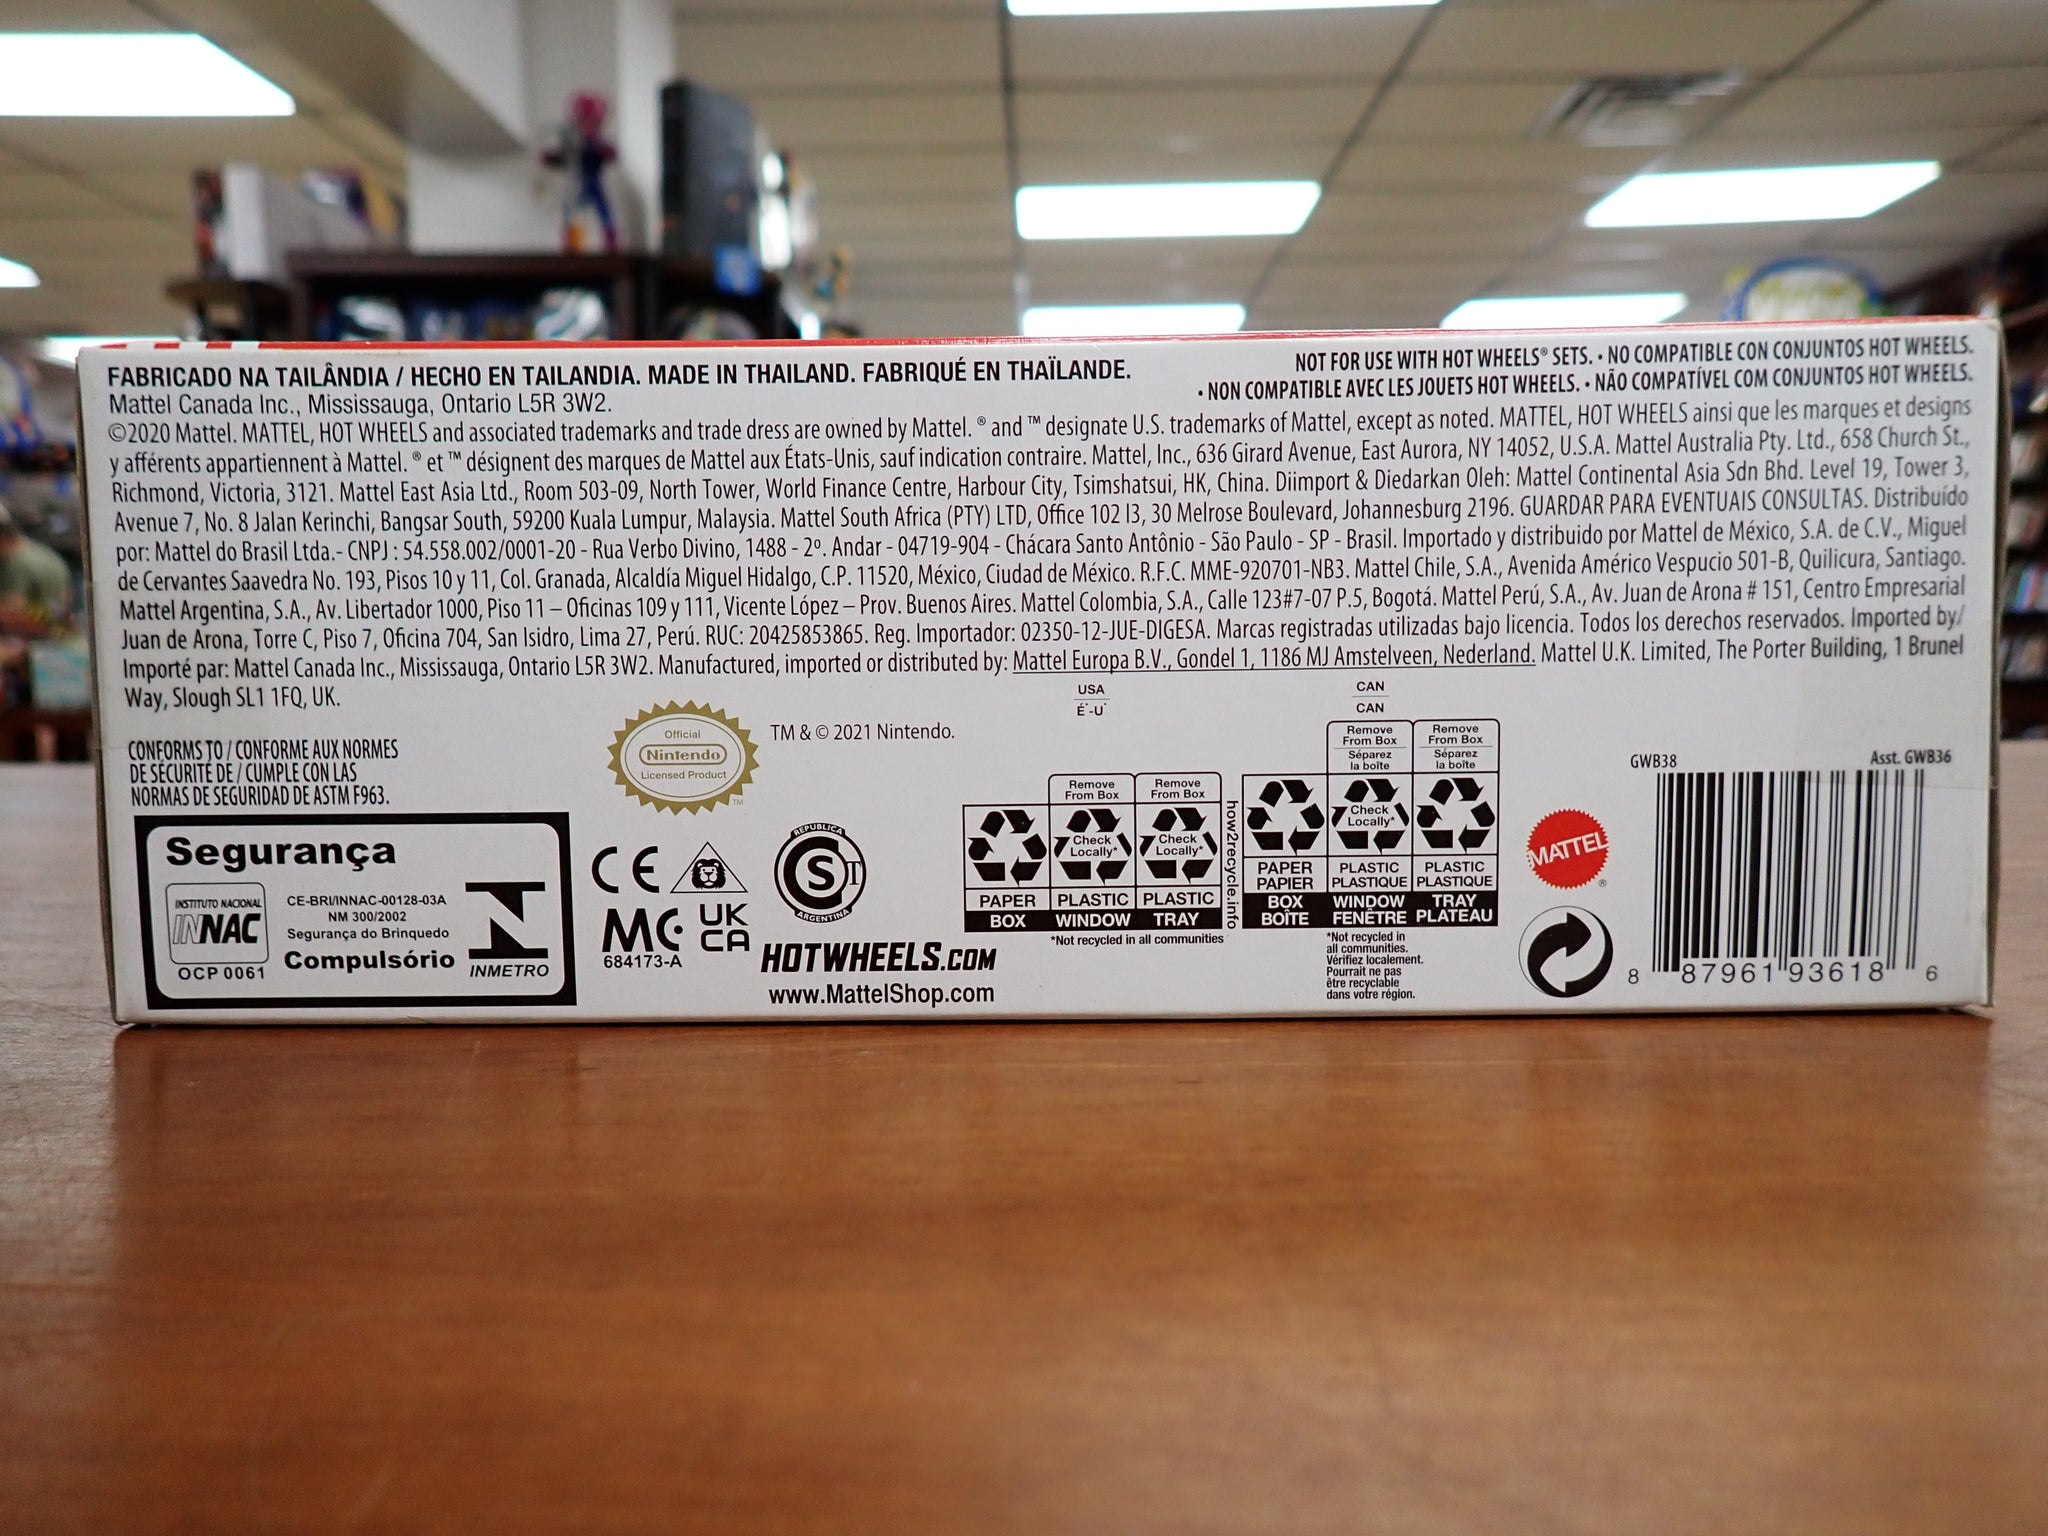 FABRICADO NA TAILÂNDIA / HECHO EN TAILANDIA. MADE IN THAILAND. FABRIQUÉ EN THAÏLANDE.
NOT FOR USE WITH HOT WHEELS® SETS. • NO COMPATIBLE CON CONJUNTOS HOT WHEELS.
• NON COMPATIBLE AVEC LES JOUETS HOT WHEELS. • NÃO COMPATÍVEL COM CONJUNTOS HOT WHEELS.
Mattel Canada Inc., Mississauga, Ontario L5R 3W2.
©2020 Mattel. MATTEL, HOT WHEELS and associated trademarks and trade dress are owned by Mattel. ® and ™ designate U.S. trademarks of Mattel, except as noted. MATTEL, HOT WHEELS ainsi que les marques et designs
y afférents appartiennent à Mattel. ® et ™ désignent des marques de Mattel aux États-Unis, sauf indication contraire. Mattel, Inc., 636 Girard Avenue, East Aurora, NY 14052, U.S.A. Mattel Australia Pty. Ltd., 658 Church St.,
Richmond, Victoria, 3121. Mattel East Asia Ltd., Room 503-09, North Tower, World Finance Centre, Harbour City, Tsimshatsui, HK, China. Diimport & Diedarkan Oleh: Mattel Continental Asia Sdn Bhd. Level 19, Tower 3,
Avenue 7, No. 8 Jalan Kerinchi, Bangsar South, 59200 Kuala Lumpur, Malaysia. Mattel South Africa (PTY) LTD, Office 102 I3, 30 Melrose Boulevard, Johannesburg 2196. GUARDAR PARA EVENTUAIS CONSULTAS. Distribuído
por: Mattel do Brasil Ltda.- CNPJ : 54.558.002/0001-20 - Rua Verbo Divino, 1488 - 2º. Andar - 04719-904 - Chácara Santo Antônio - São Paulo - SP - Brasil. Importado y distribuido por Mattel de México, S.A. de C.V., Miguel
de Cervantes Saavedra No. 193, Pisos 10 y 11, Col. Granada, Alcaldía Miguel Hidalgo, C.P. 11520, México, Ciudad de México. R.F.C. MME-920701-NB3. Mattel Chile, S.A., Avenida Américo Vespucio 501-B, Quilicura, Santiago.
Mattel Argentina, S.A., Av. Libertador 1000, Piso 11 – Oficinas 109 y 111, Vicente López – Prov. Buenos Aires. Mattel Colombia, S.A., Calle 123#7-07 P.5, Bogotá. Mattel Perú, S.A., Av. Juan de Arona # 151, Centro Empresarial
Juan de Arona, Torre C, Piso 7, Oficina 704, San Isidro, Lima 27, Perú. RUC: 20425853865. Reg. Importador: 02350-12-JUE-DIGESA. Marcas registradas utilizadas bajo licencia. Todos los derechos reservados. Imported by/
Importé par: Mattel Canada Inc., Mississauga, Ontario L5R 3W2. Manufactured, imported or distributed by: Mattel Europa B.V., Gondel 1, 1186 MJ Amstelveen, Nederland. Mattel U.K. Limited, The Porter Building, 1 Brunel
Way, Slough SL1 1FQ, UK.
CONFORMS TO / CONFORME AUX NORMES
DE SÉCURITÉ DE / CUMPLE CON LAS
NORMAS DE SEGURIDAD DE ASTM F963.
Segurança
INSTITUTO NACIONAL
INNAC
OCP 0061
CE-BRI/INNAC-00128-03A
NM 300/2002
Segurança do Brinquedo
Compulsório
INMETRO
Official
Nintendo
Licensed Product
TM
TM & © 2021 Nintendo.
CE
MC
684173-A
UK
CA
REPUBLICA
CST
ARGENTINA
HOTWHEELS.COM
www.MattelShop.com
USA
É.-U.
Remove
From Box
Remove
From Box
Check
Locally*
Check
Locally*
PAPER
PLASTIC
PLASTIC
BOX
WINDOW
TRAY
*Not recycled in all communities
how2recycle.info
CAN
CAN
Remove
From Box
Séparez
la boîte
Remove
From Box
Séparez
la boîte
Check
Locally*
PAPER
PAPIER
PLASTIC
PLASTIQUE
PLASTIC
PLASTIQUE
BOX
BOÎTE
WINDOW
FENÊTRE
TRAY
PLATEAU
*Not recycled in
all communities.
Vérifiez localement.
Pourrait ne pas
être recyclable
dans votre région.
MATTEL
®
GWB38
Asst. GWB36
8 87961 93618 6